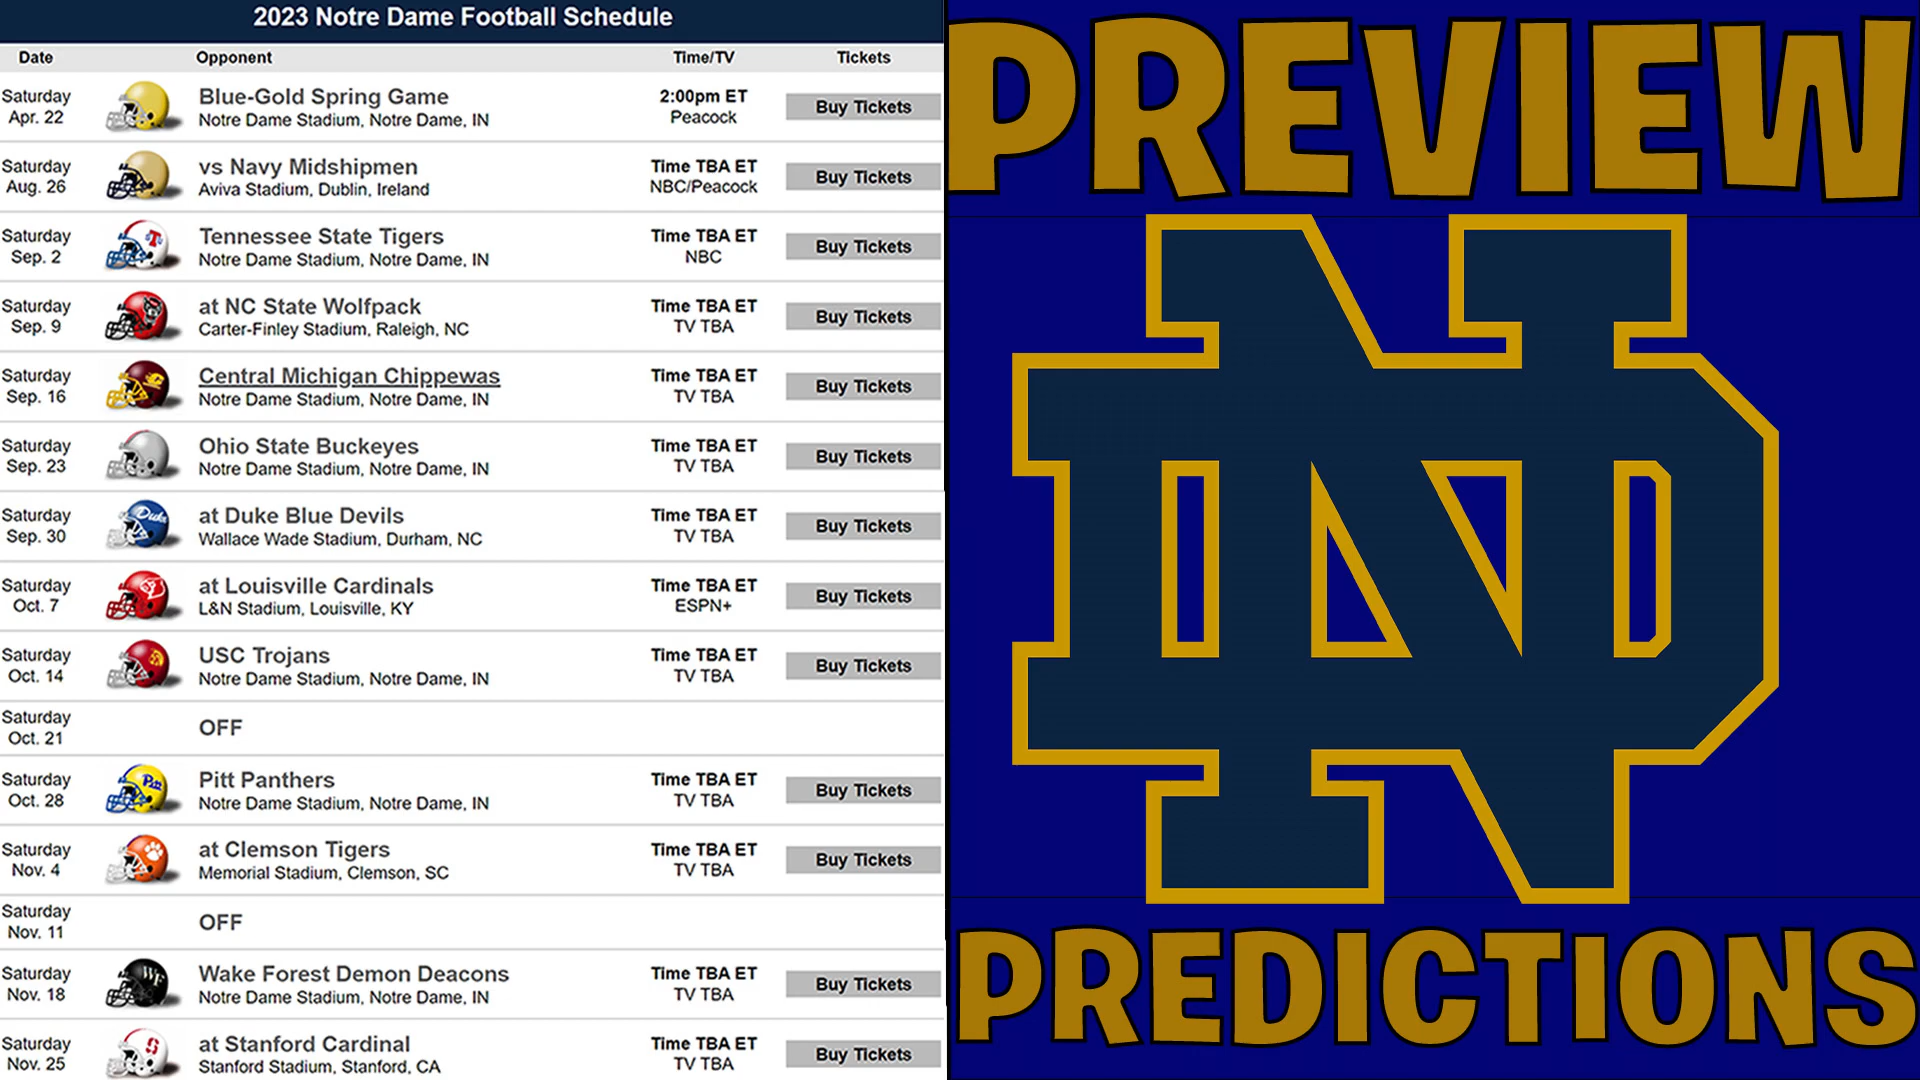 2023 Notre Dame Football Schedule
Date Opponent Time/TV Tickets
Saturday Apr. 22
Blue-Gold Spring Game
Notre Dame Stadium, Notre Dame, IN
2:00pm ET
Peacock
Buy Tickets
Saturday Aug. 26
vs Navy Midshipmen
Aviva Stadium, Dublin, Ireland
Time TBA ET
NBC/Peacock
Buy Tickets
Saturday Sep. 2
T
Tennessee State Tigers
Notre Dame Stadium, Notre Dame, IN
Time TBA ET
NBC
Buy Tickets
Saturday Sep. 9
at NC State Wolfpack
Carter-Finley Stadium, Raleigh, NC
Time TBA ET
TV TBA
Buy Tickets
Saturday Sep. 16
Central Michigan Chippewas
Notre Dame Stadium, Notre Dame, IN
Time TBA ET
TV TBA
Buy Tickets
Saturday Sep. 23
Ohio State Buckeyes
Notre Dame Stadium, Notre Dame, IN
Time TBA ET
TV TBA
Buy Tickets
Saturday Sep. 30
Duke
at Duke Blue Devils
Wallace Wade Stadium, Durham, NC
Time TBA ET
TV TBA
Buy Tickets
Saturday Oct. 7
at Louisville Cardinals
L&N Stadium, Louisville, KY
Time TBA ET
ESPN+
Buy Tickets
Saturday Oct. 14
USC Trojans
Notre Dame Stadium, Notre Dame, IN
Time TBA ET
TV TBA
Buy Tickets
Saturday Oct. 21
OFF
Saturday Oct. 28
Pitt
Pitt Panthers
Notre Dame Stadium, Notre Dame, IN
Time TBA ET
TV TBA
Buy Tickets
Saturday Nov. 4
at Clemson Tigers
Memorial Stadium, Clemson, SC
Time TBA ET
TV TBA
Buy Tickets
Saturday Nov. 11
OFF
Saturday Nov. 18
WF
Wake Forest Demon Deacons
Notre Dame Stadium, Notre Dame, IN
Time TBA ET
TV TBA
Buy Tickets
Saturday Nov. 25
S
at Stanford Cardinal
Stanford Stadium, Stanford, CA
Time TBA ET
TV TBA
Buy Tickets
PREVIEW
ND
PREDICTIONS